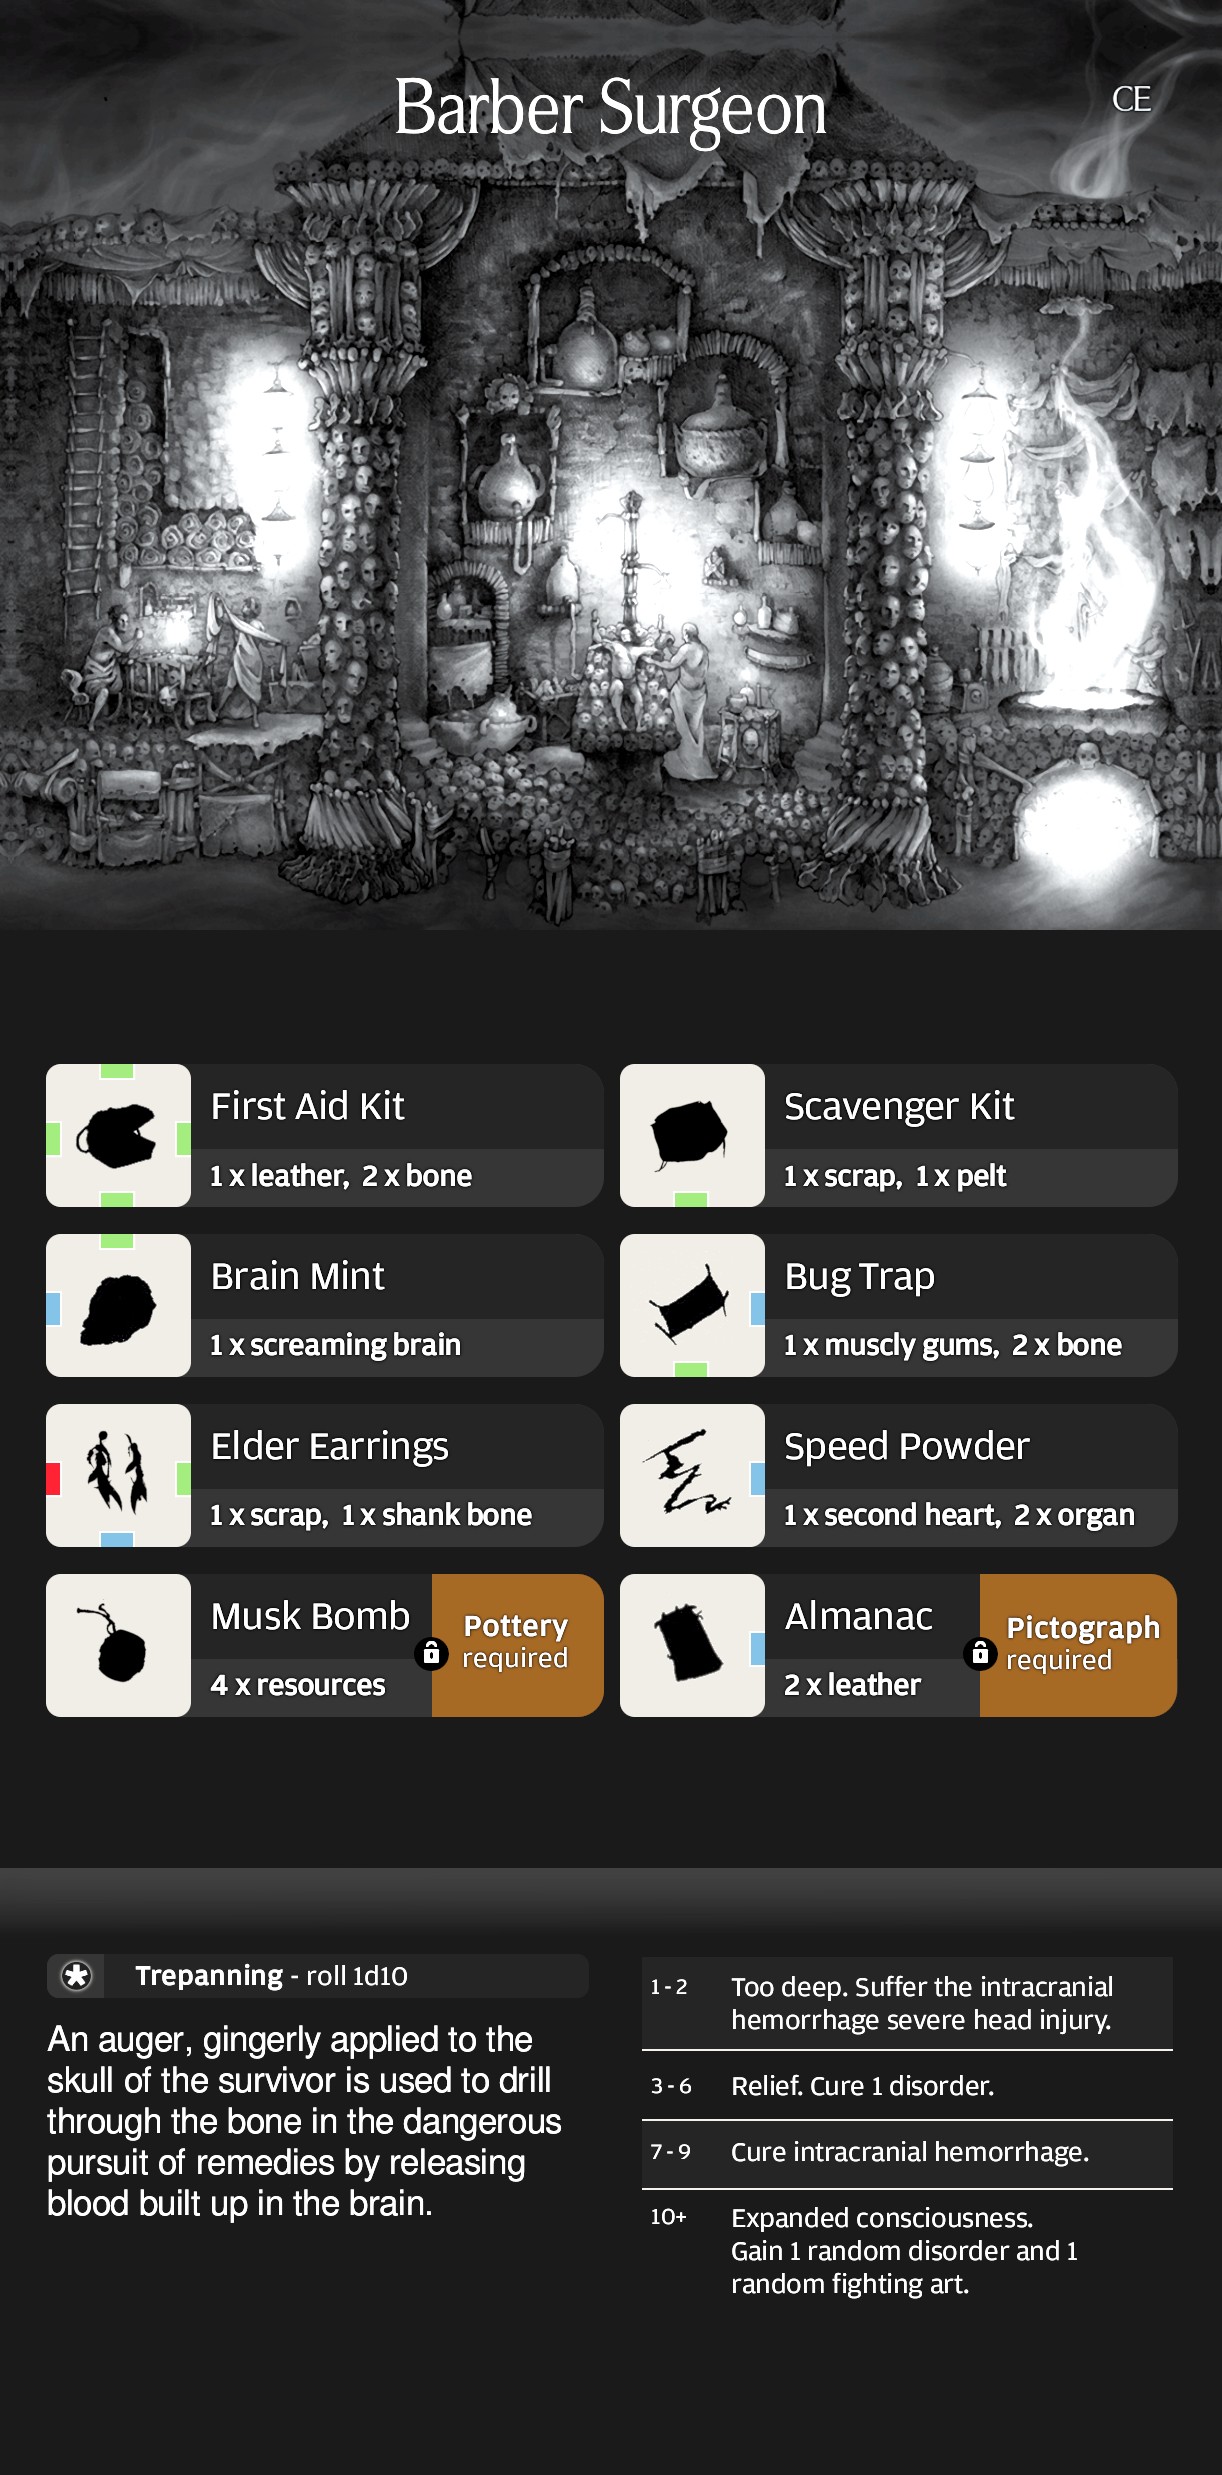 Barber Surgeon
CE
First Aid Kit
1 x leather, 2 x bone
Scavenger Kit
1 x scrap, 1 x pelt
Brain Mint
1 x screaming brain
Bug Trap
1 x muscly gums, 2 x bone
Elder Earrings
1 x scrap, 1 x shank bone
Speed Powder
1 x second heart, 2 x organ
Musk Bomb
4 x resources
Pottery
required
Almanac
2 x leather
Pictograph
required
Trepanning - roll 1d10
An auger, gingerly applied to the
skull of the survivor is used to drill
through the bone in the dangerous
pursuit of remedies by releasing
blood built up in the brain.
1 - 2 Too deep. Suffer the intracranial
hemorrhage severe head injury.
3 - 6 Relief. Cure 1 disorder.
7 - 9 Cure intracranial hemorrhage.
10+ Expanded consciousness.
Gain 1 random disorder and 1
random fighting art.